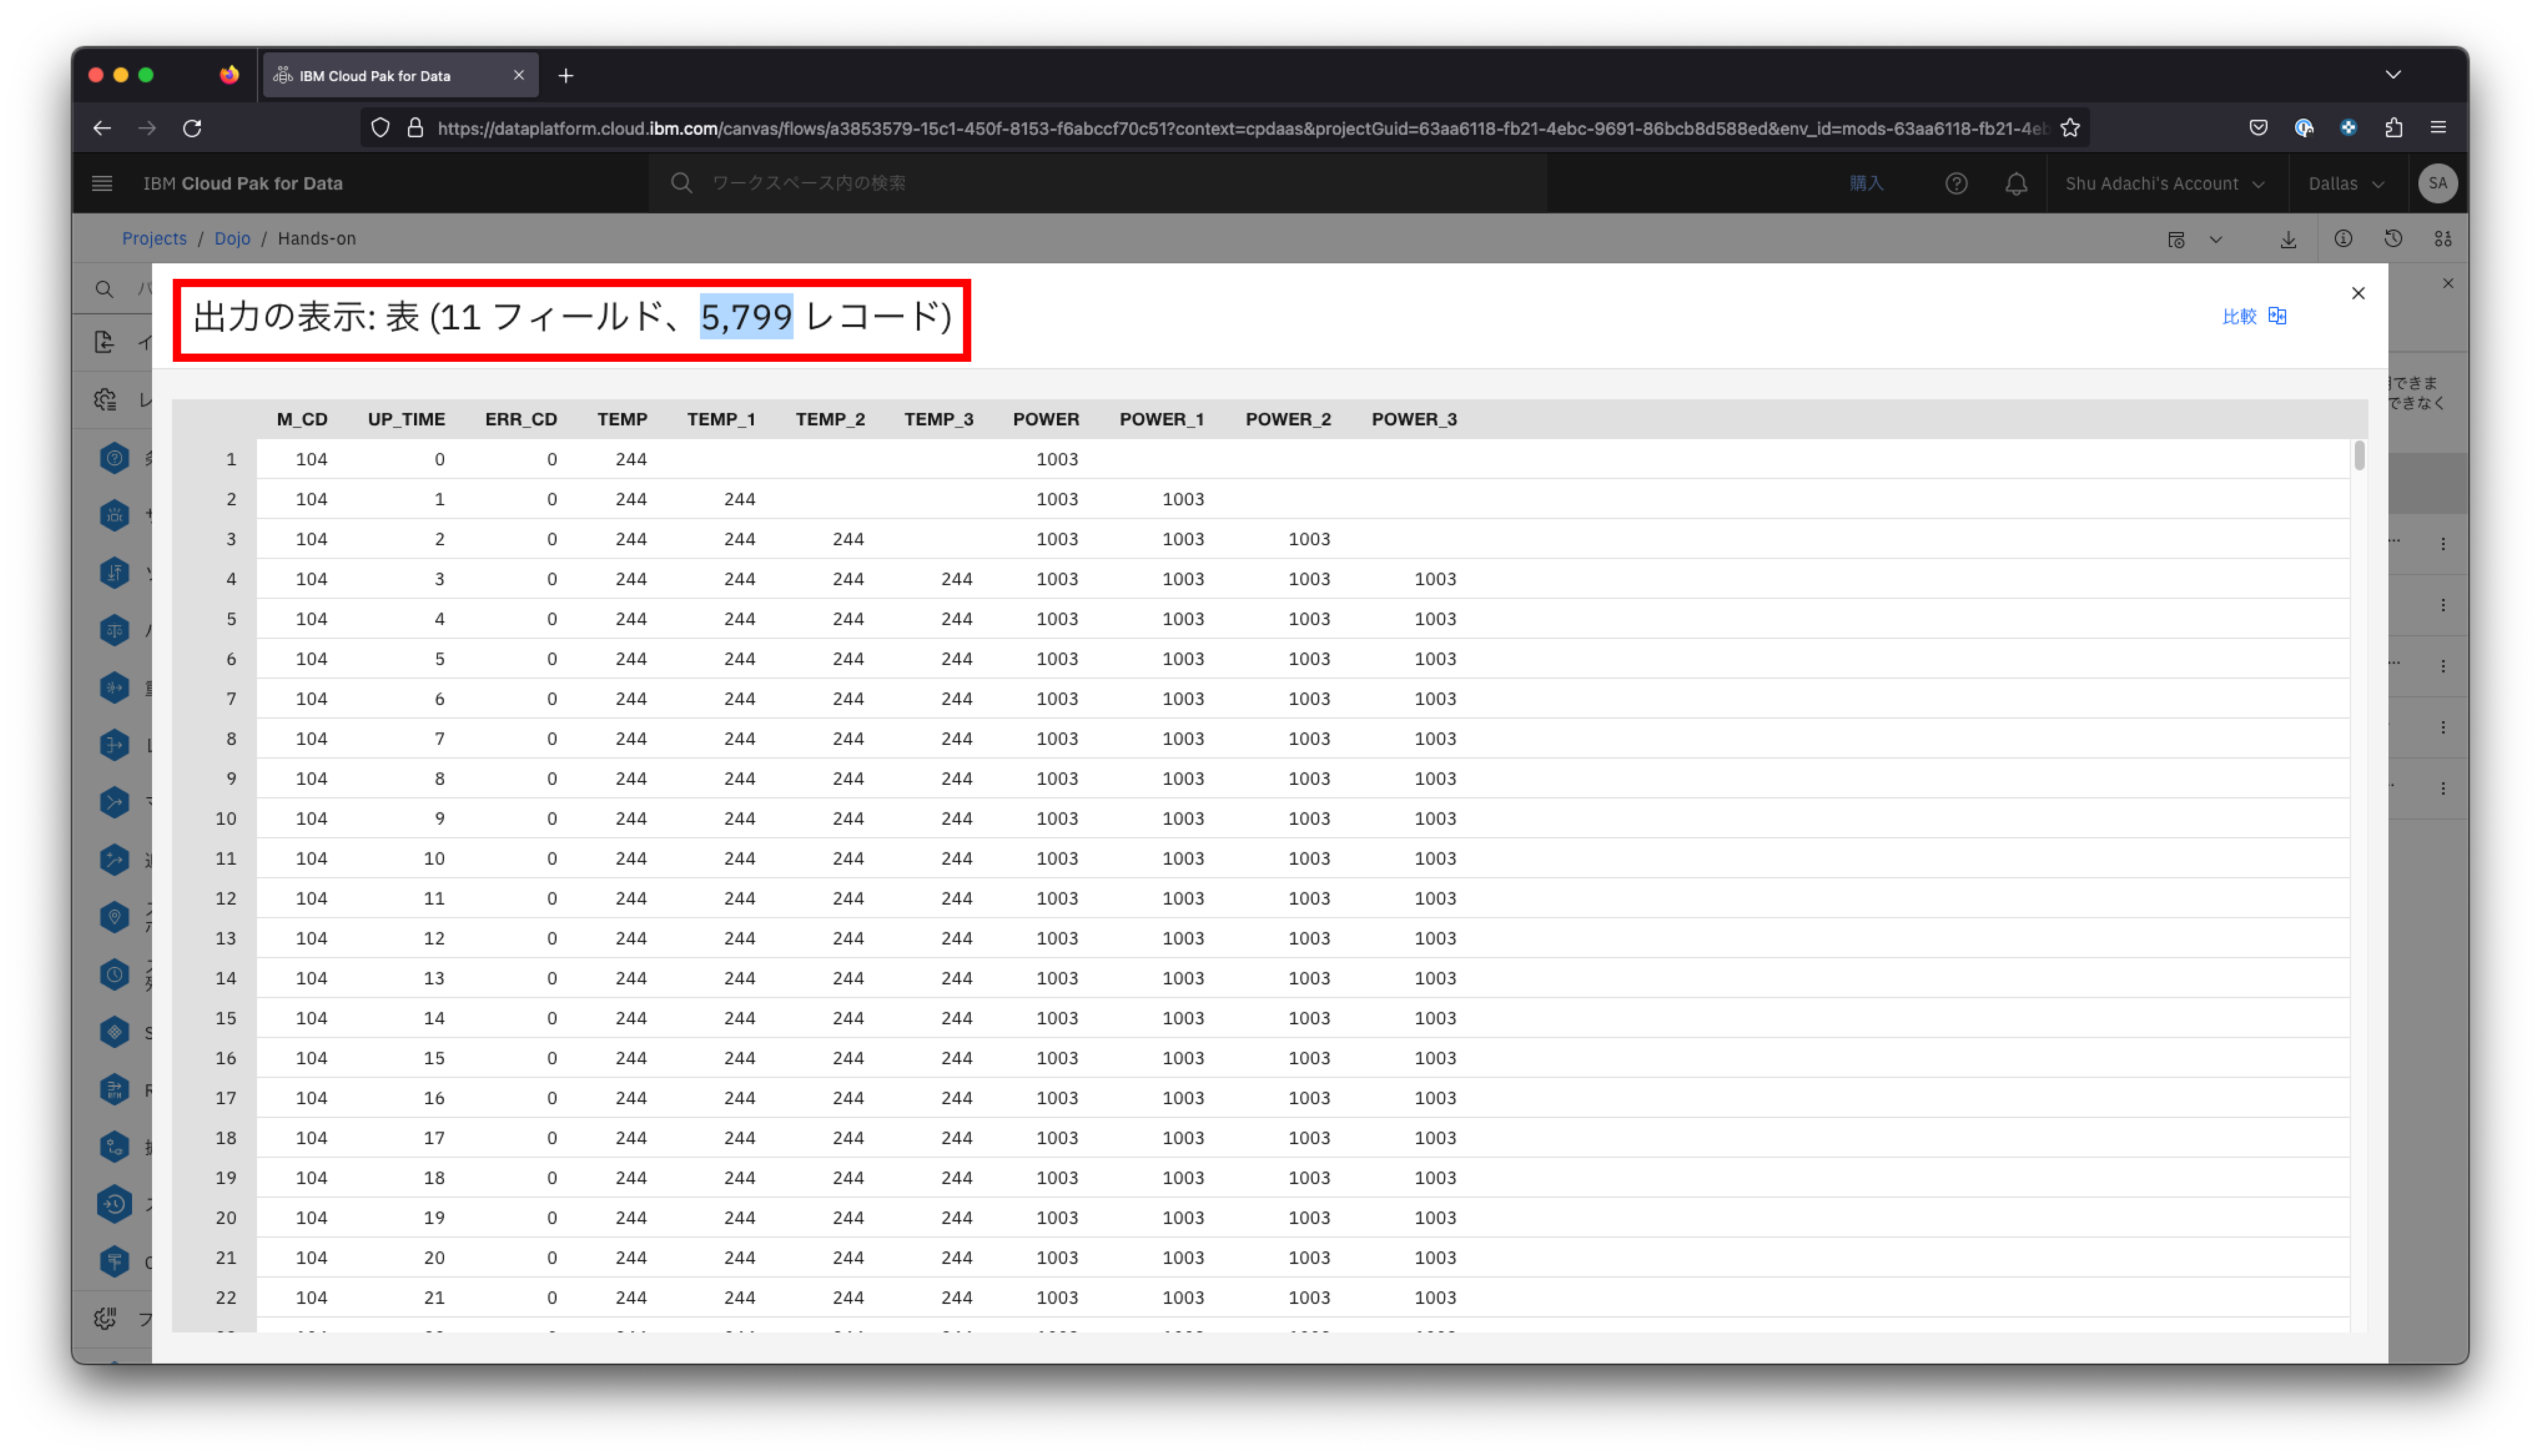 IBM Cloud Pak for Data
https://dataplatform.cloud.ibm.com/canvas/flows/a3853579-15c1-450f-8153-f6abccf70c51?context=cpdaas&projectGuid=63aa6118-fb21-4ebc-9691-86bcb8d588ed&env_id=mods-63aa6118-fb21-4eb
IBM Cloud Pak for Data ワークスペース内の検索 購入 Shu Adachi's Account Dallas SA
Projects / Dojo / Hands-on
出力の表示: 表 (11 フィールド、5,799 レコード) 比較
できま
できなく
M_CD UP_TIME ERR_CD TEMP TEMP_1 TEMP_2 TEMP_3 POWER POWER_1 POWER_2 POWER_3
1 104 0 0 244 1003
2 104 1 0 244 244 1003 1003
3 104 2 0 244 244 244 1003 1003 1003
4 104 3 0 244 244 244 244 1003 1003 1003 1003
5 104 4 0 244 244 244 244 1003 1003 1003 1003
6 104 5 0 244 244 244 244 1003 1003 1003 1003
7 104 6 0 244 244 244 244 1003 1003 1003 1003
8 104 7 0 244 244 244 244 1003 1003 1003 1003
9 104 8 0 244 244 244 244 1003 1003 1003 1003
10 104 9 0 244 244 244 244 1003 1003 1003 1003
11 104 10 0 244 244 244 244 1003 1003 1003 1003
12 104 11 0 244 244 244 244 1003 1003 1003 1003
13 104 12 0 244 244 244 244 1003 1003 1003 1003
14 104 13 0 244 244 244 244 1003 1003 1003 1003
15 104 14 0 244 244 244 244 1003 1003 1003 1003
16 104 15 0 244 244 244 244 1003 1003 1003 1003
17 104 16 0 244 244 244 244 1003 1003 1003 1003
18 104 17 0 244 244 244 244 1003 1003 1003 1003
19 104 18 0 244 244 244 244 1003 1003 1003 1003
20 104 19 0 244 244 244 244 1003 1003 1003 1003
21 104 20 0 244 244 244 244 1003 1003 1003 1003
22 104 21 0 244 244 244 244 1003 1003 1003 1003